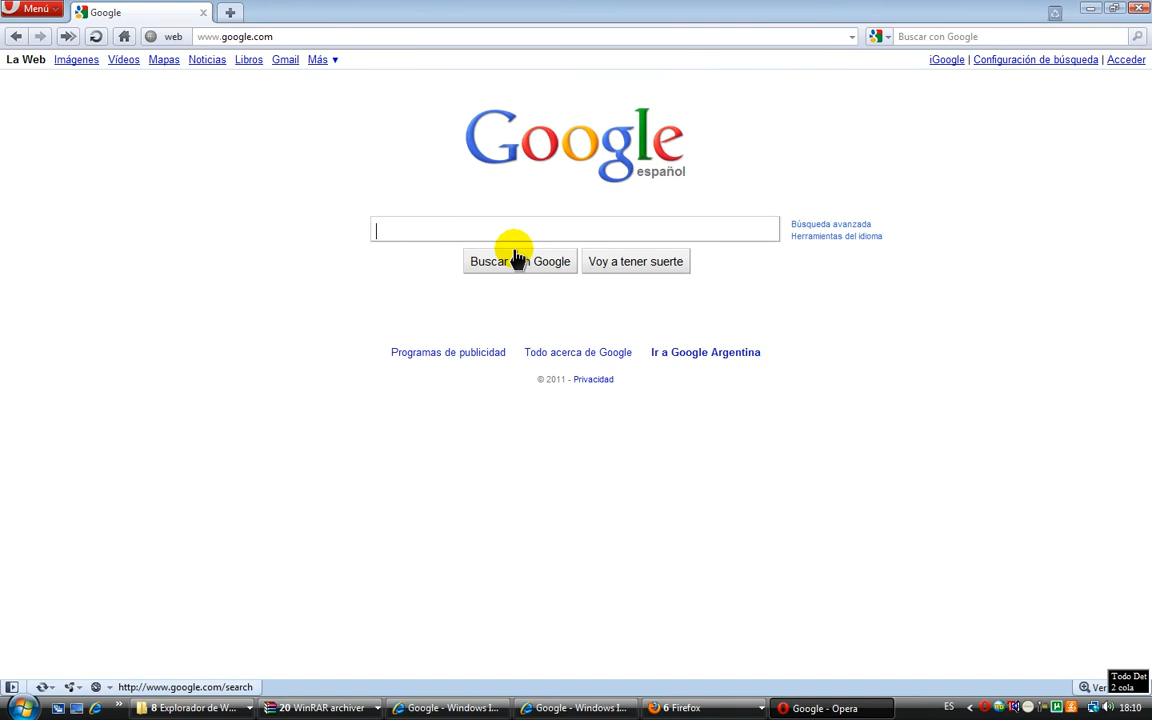 Menú
Google
web
www.google.com
Buscar con Google
La Web Imágenes Vídeos Mapas Noticias Libros Gmail Más ▼
iGoogle | Configuración de búsqueda | Acceder
Google
español
Búsqueda avanzada
Herramientas del idioma
Buscar con Google
Voy a tener suerte
Programas de publicidad
Todo acerca de Google
Ir a Google Argentina
© 2011 - Privacidad
http://www.google.com/search
Ver
Todo Det
2 cola
8 Explorador de W...
20 WinRAR archiver
Google - Windows I...
Google - Windows I...
6 Firefox
Google - Opera
ES
18:10